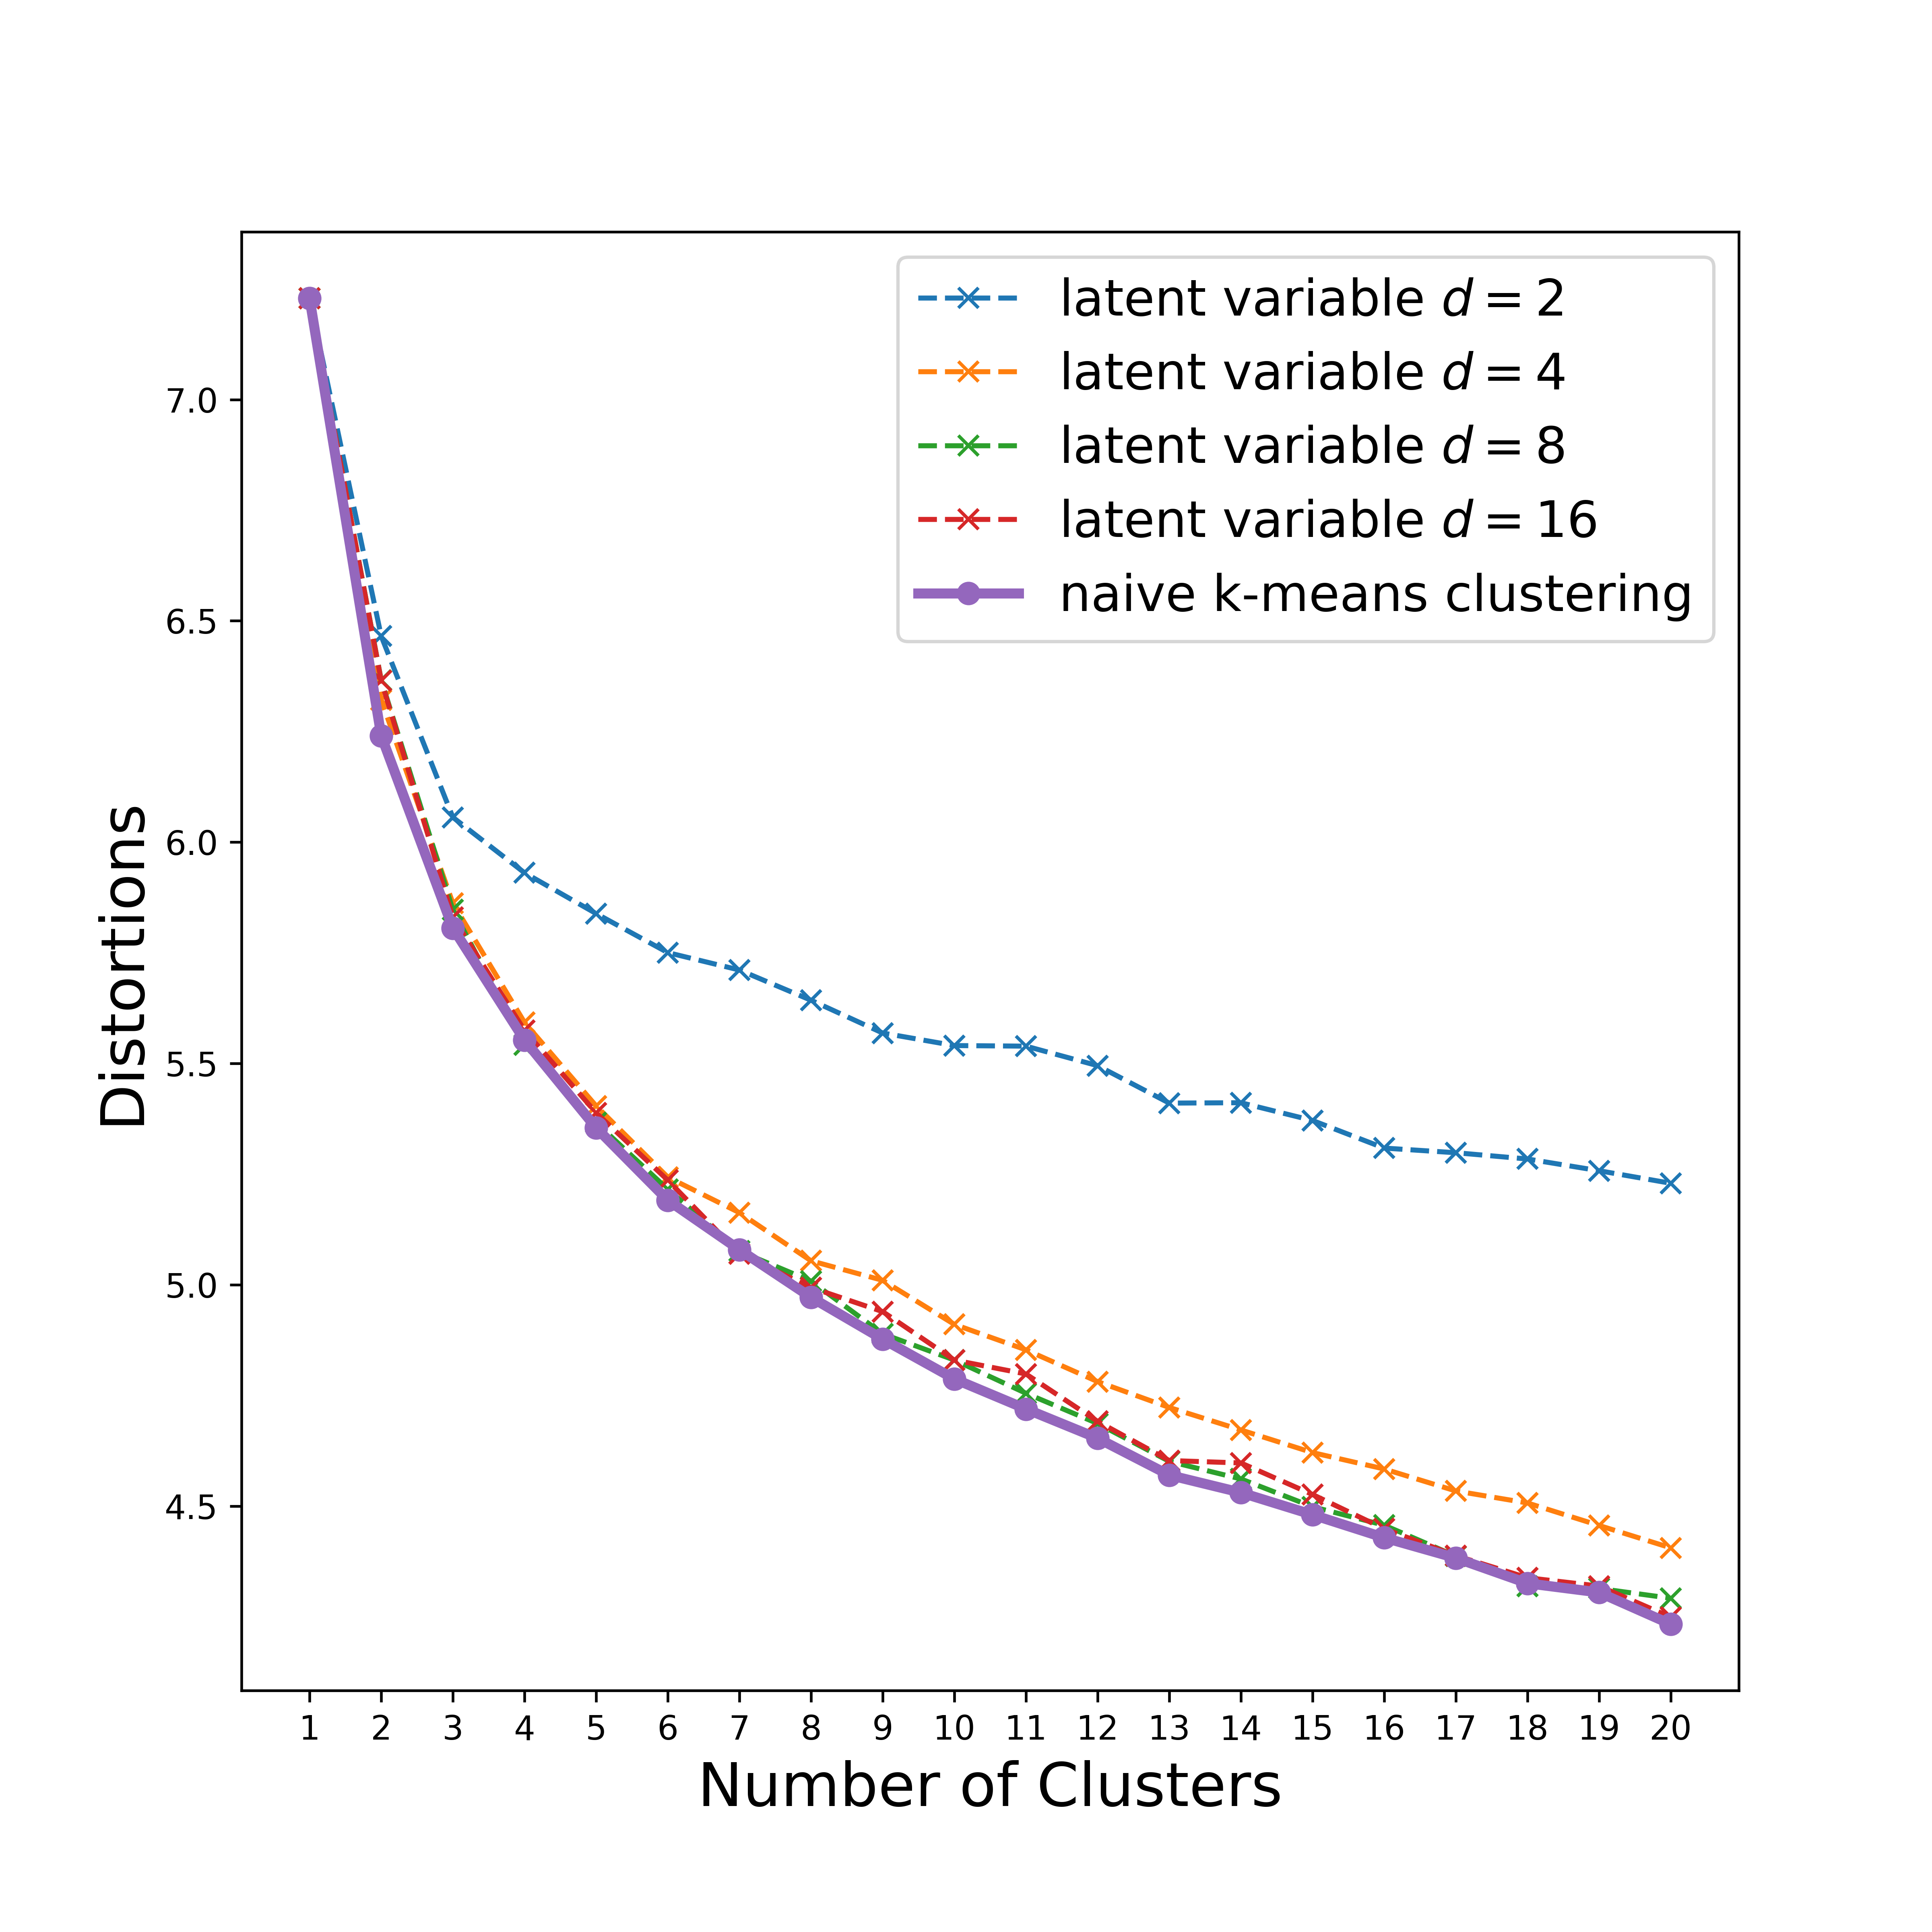 latent variable d = 2
latent variable d = 4
latent variable d = 8
latent variable d = 16
naive k-means clustering
Distortions
7.0
6.5
6.0
5.5
5.0
4.5
1 2 3 4 5 6 7 8 9 10 11 12 13 14 15 16 17 18 19 20
Number of Clusters